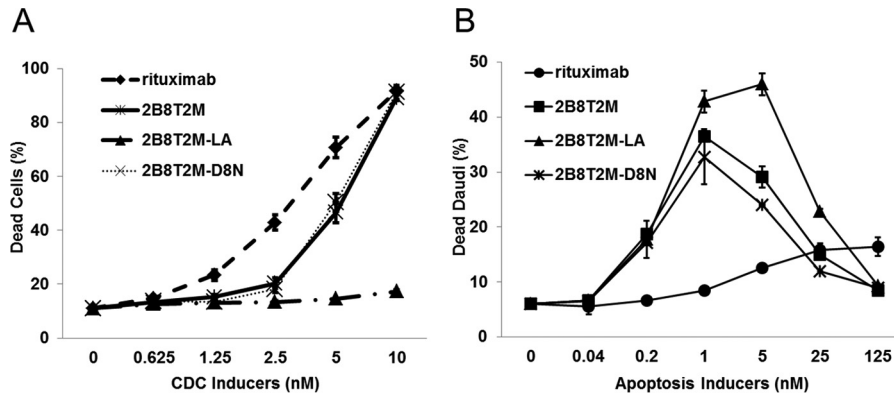 A
Dead Cells (%)
100
80
60
40
20
0
rituximab
2B8T2M
2B8T2M-LA
2B8T2M-D8N
0 0.625 1.25 2.5 5 10
CDC Inducers (nM)
B
Dead Daudi (%)
50
40
30
20
10
0
rituximab
2B8T2M
2B8T2M-LA
2B8T2M-D8N
0 0.04 0.2 1 5 25 125
Apoptosis Inducers (nM)